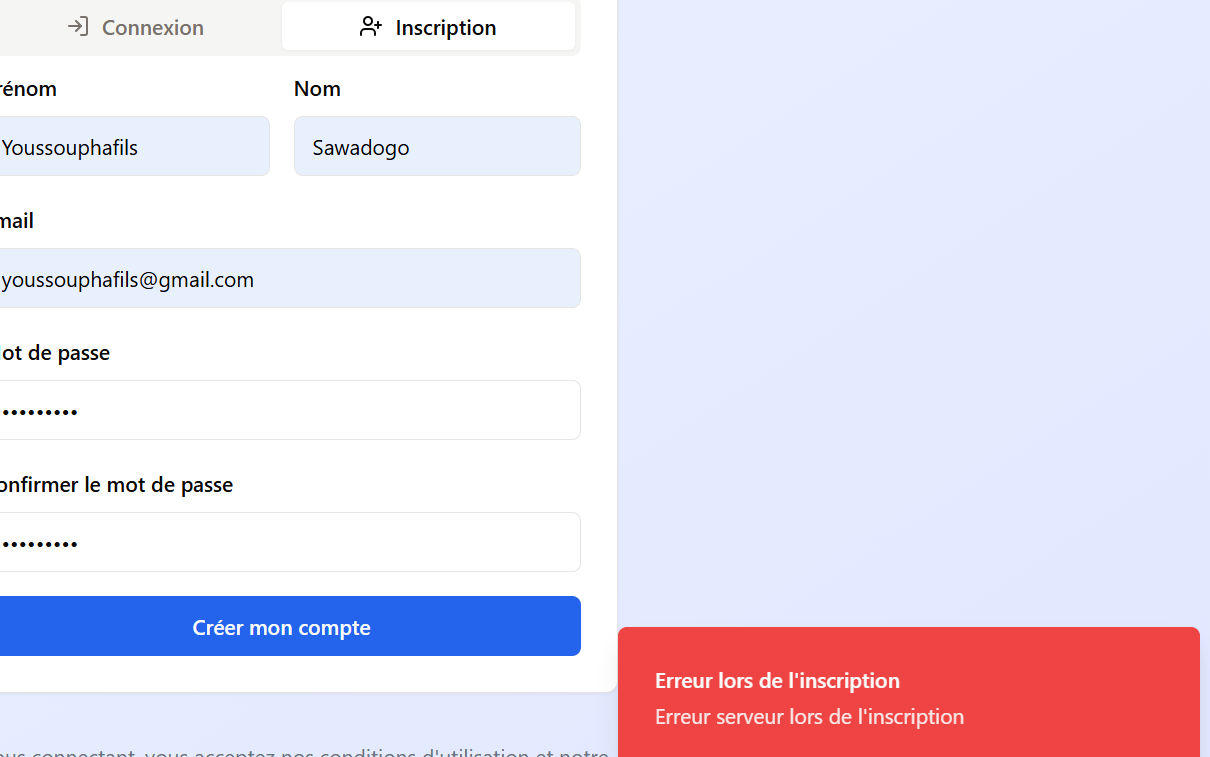 Connexion
Inscription
rénom
Nom
Youssouphafils
Sawadogo
mail
youssouphafils@gmail.com
ot de passe
•••••••••
onfirmer le mot de passe
•••••••••
Créer mon compte
Erreur lors de l'inscription
Erreur serveur lors de l'inscription
ous connectant, vous acceptez nos conditions d'utilisation et notre